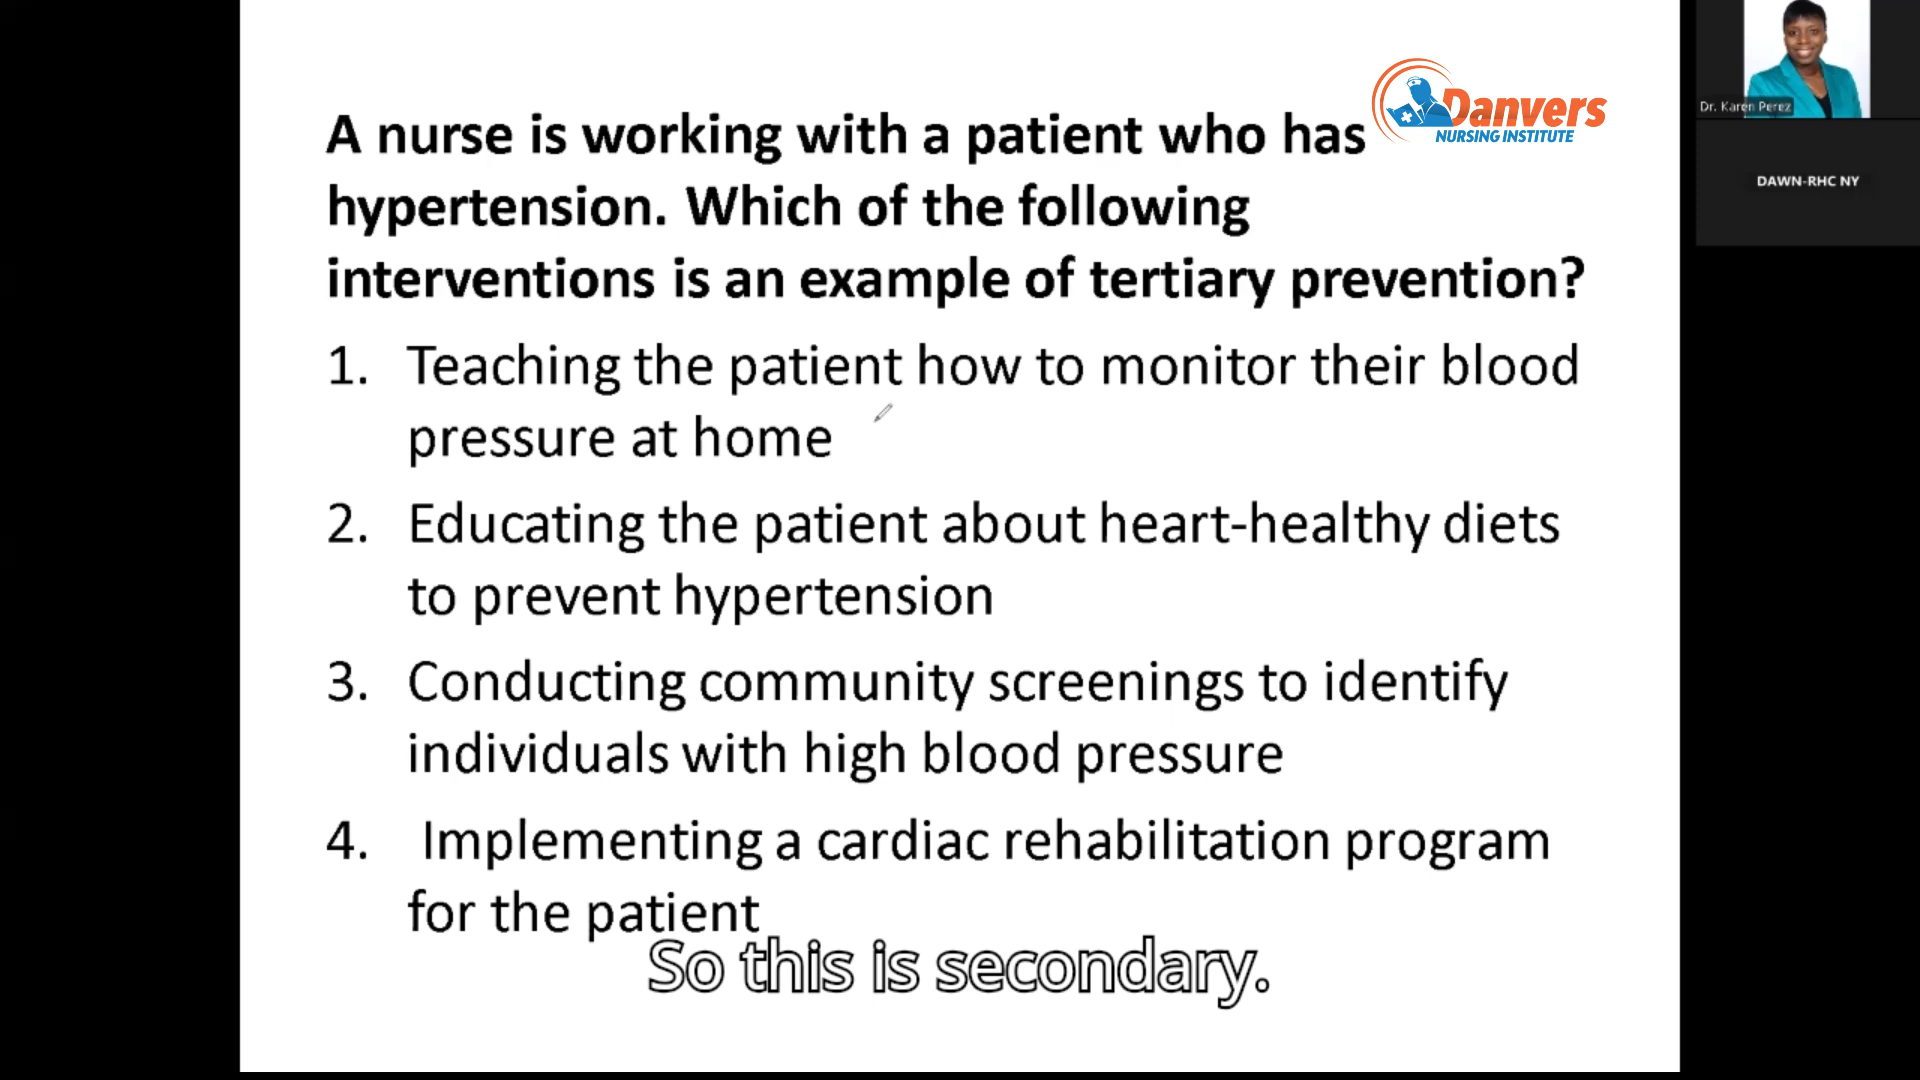 Danvers
NURSING INSTITUTE
A nurse is working with a patient who has
hypertension. Which of the following
interventions is an example of tertiary prevention?
1. Teaching the patient how to monitor their blood
pressure at home
2. Educating the patient about heart-healthy diets
to prevent hypertension
3. Conducting community screenings to identify
individuals with high blood pressure
4. Implementing a cardiac rehabilitation program
for the patient
So this is secondary.
Dr. Karen Perez
DAWN-RHC NY